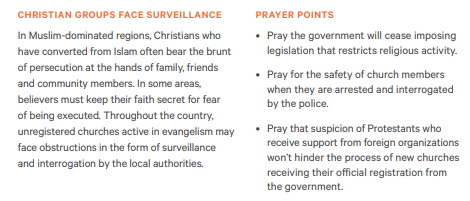 CHRISTIAN GROUPS FACE SURVEILLANCE
In Muslim-dominated regions, Christians who
have converted from Islam often bear the brunt
of persecution at the hands of family, friends
and community members. In some areas,
believers must keep their faith secret for fear
of being executed. Throughout the country,
unregistered churches active in evangelism may
face obstructions in the form of surveillance
and interrogation by the local authorities.
PRAYER POINTS
• Pray the government will cease imposing
legislation that restricts religious activity.
• Pray for the safety of church members
when they are arrested and interrogated
by the police.
• Pray that suspicion of Protestants who
receive support from foreign organizations
won't hinder the process of new churches
receiving their official registration from
the government.